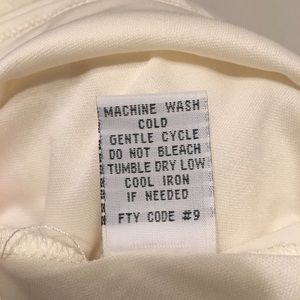 MACHINE WASH
COLD
GENTLE CYCLE
DO NOT BLEACH
TUMBLE DRY LOW
COOL IRON
IF NEEDED
FTY CODE #9